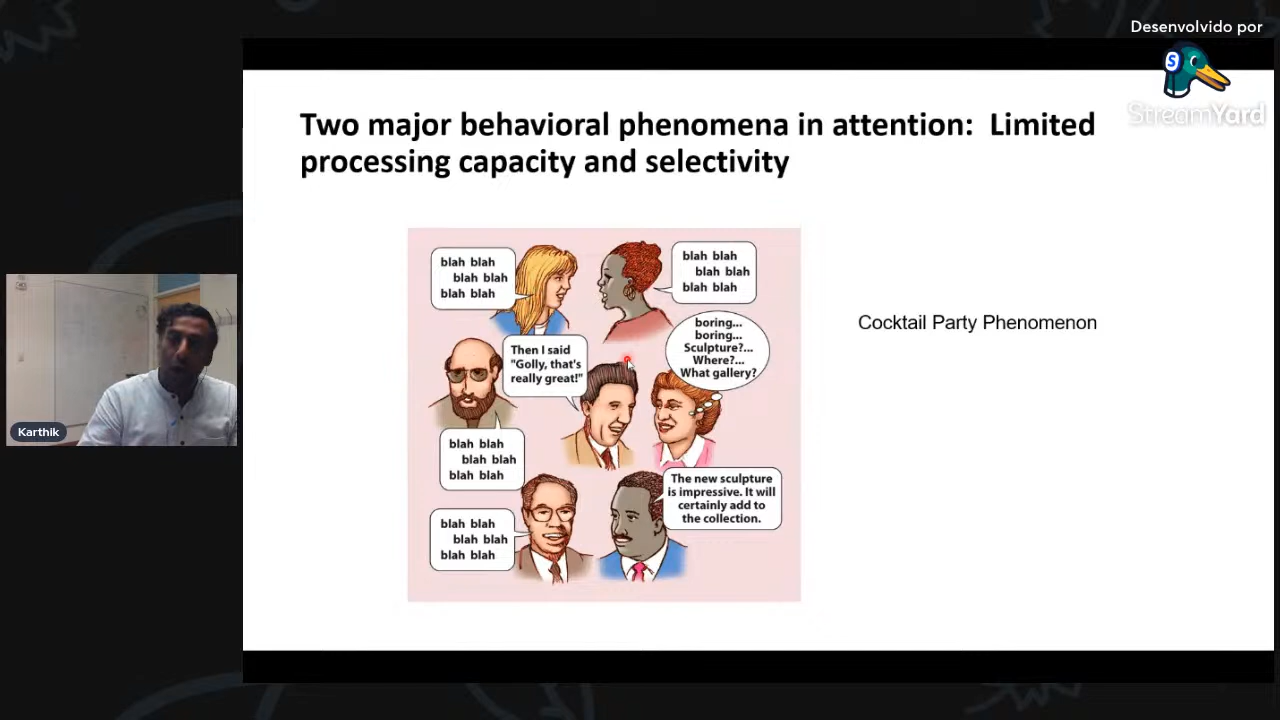 Desenvolvido por
S
StreamYard
Two major behavioral phenomena in attention: Limited
processing capacity and selectivity
blah blah
blah blah
blah blah
blah blah
blah blah
blah blah
boring...
boring...
Sculpture?...
Where?...
What gallery?
Then I said
"Golly, that's
really great!"
Cocktail Party Phenomenon
blah blah
blah blah
blah blah
The new sculpture
is impressive. It will
certainly add to
the collection.
blah blah
blah blah
blah blah
Karthik